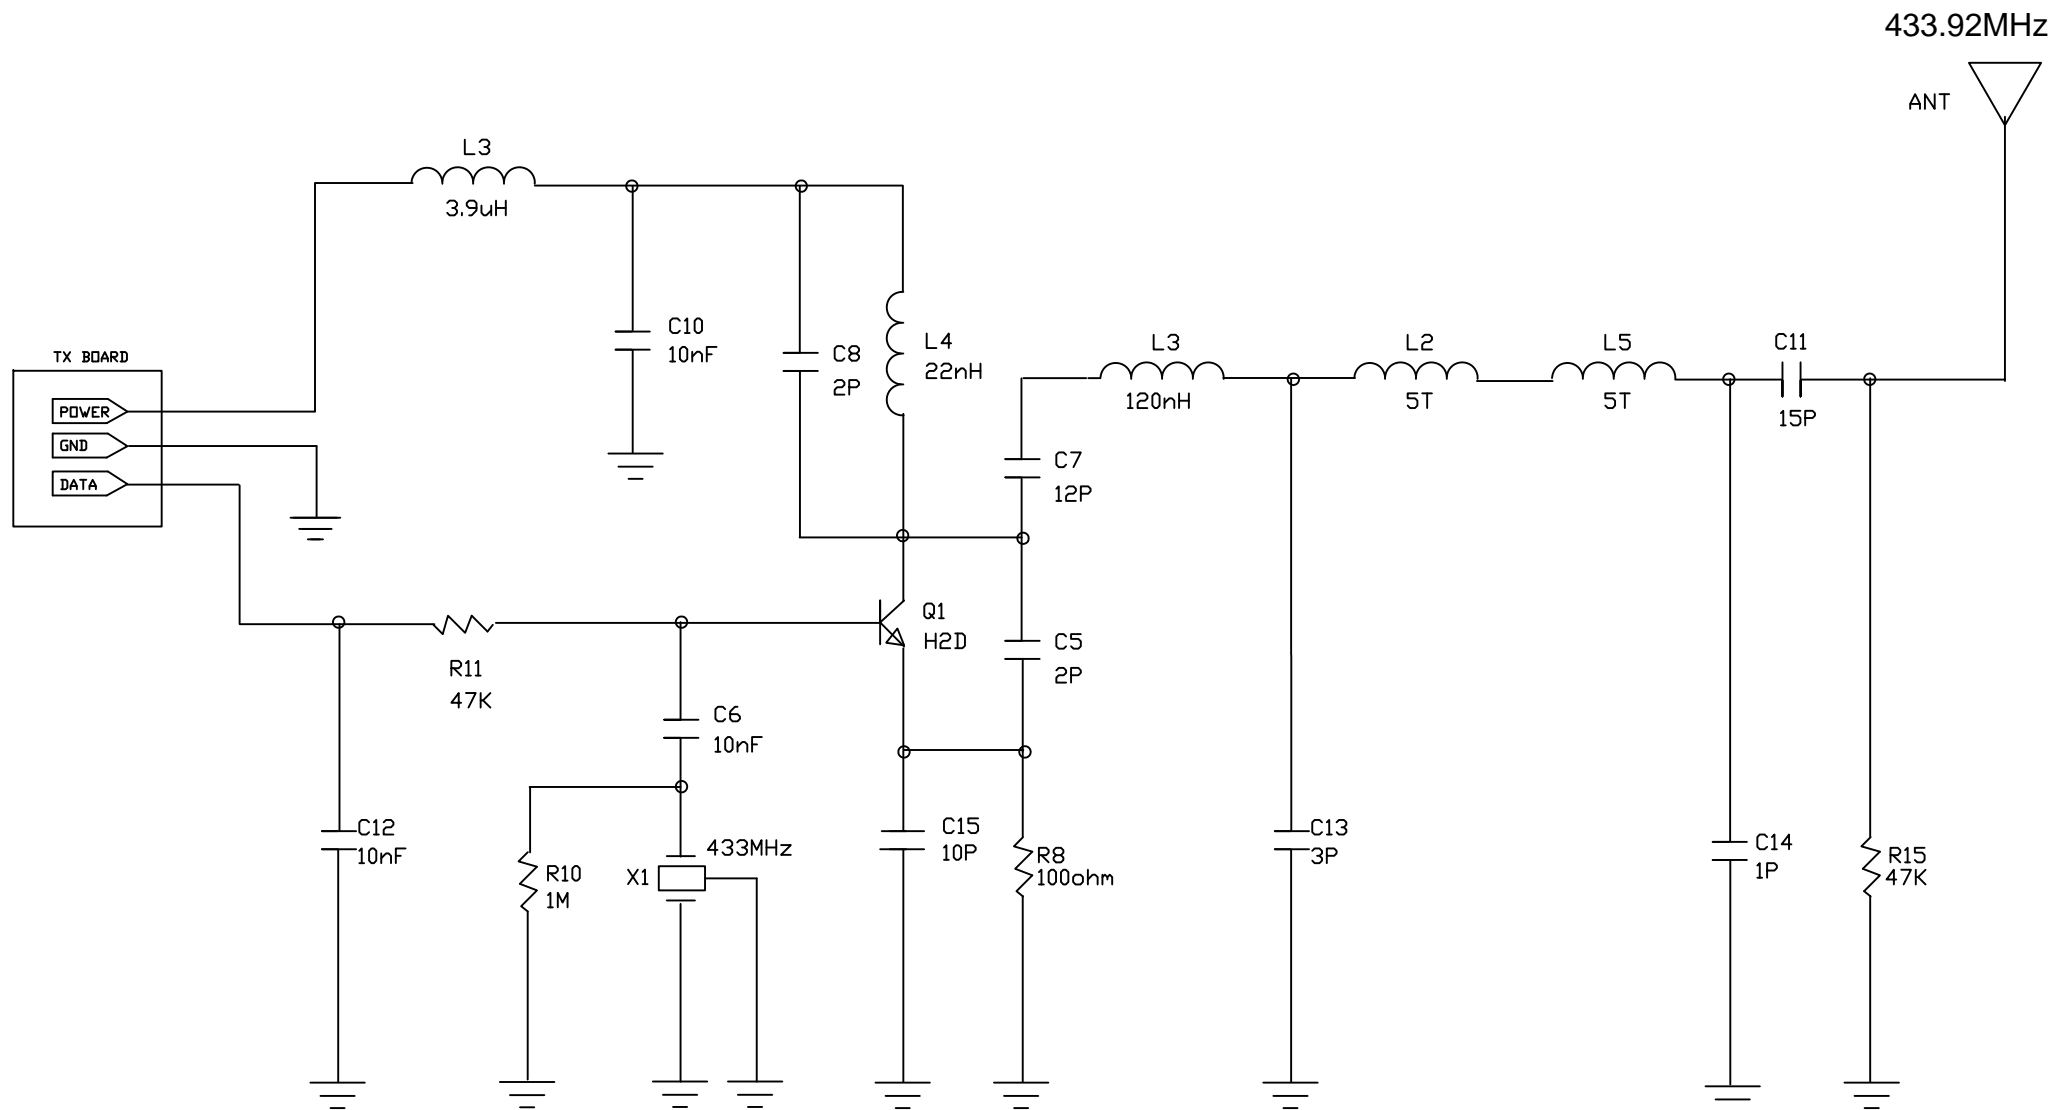 433.92MHz
ANT
L3
3.9uH
C10
10nF
C8
2P
L4
22nH
TX BOARD
POWER
GND
DATA
L3
120nH
L2
5T
L5
5T
C11
15P
C7
12P
Q1
H2D
C5
2P
R11
47K
C6
10nF
C12
10nF
R10
1M
433MHz
X1
C15
10P
R8
100ohm
C13
3P
C14
1P
R15
47K